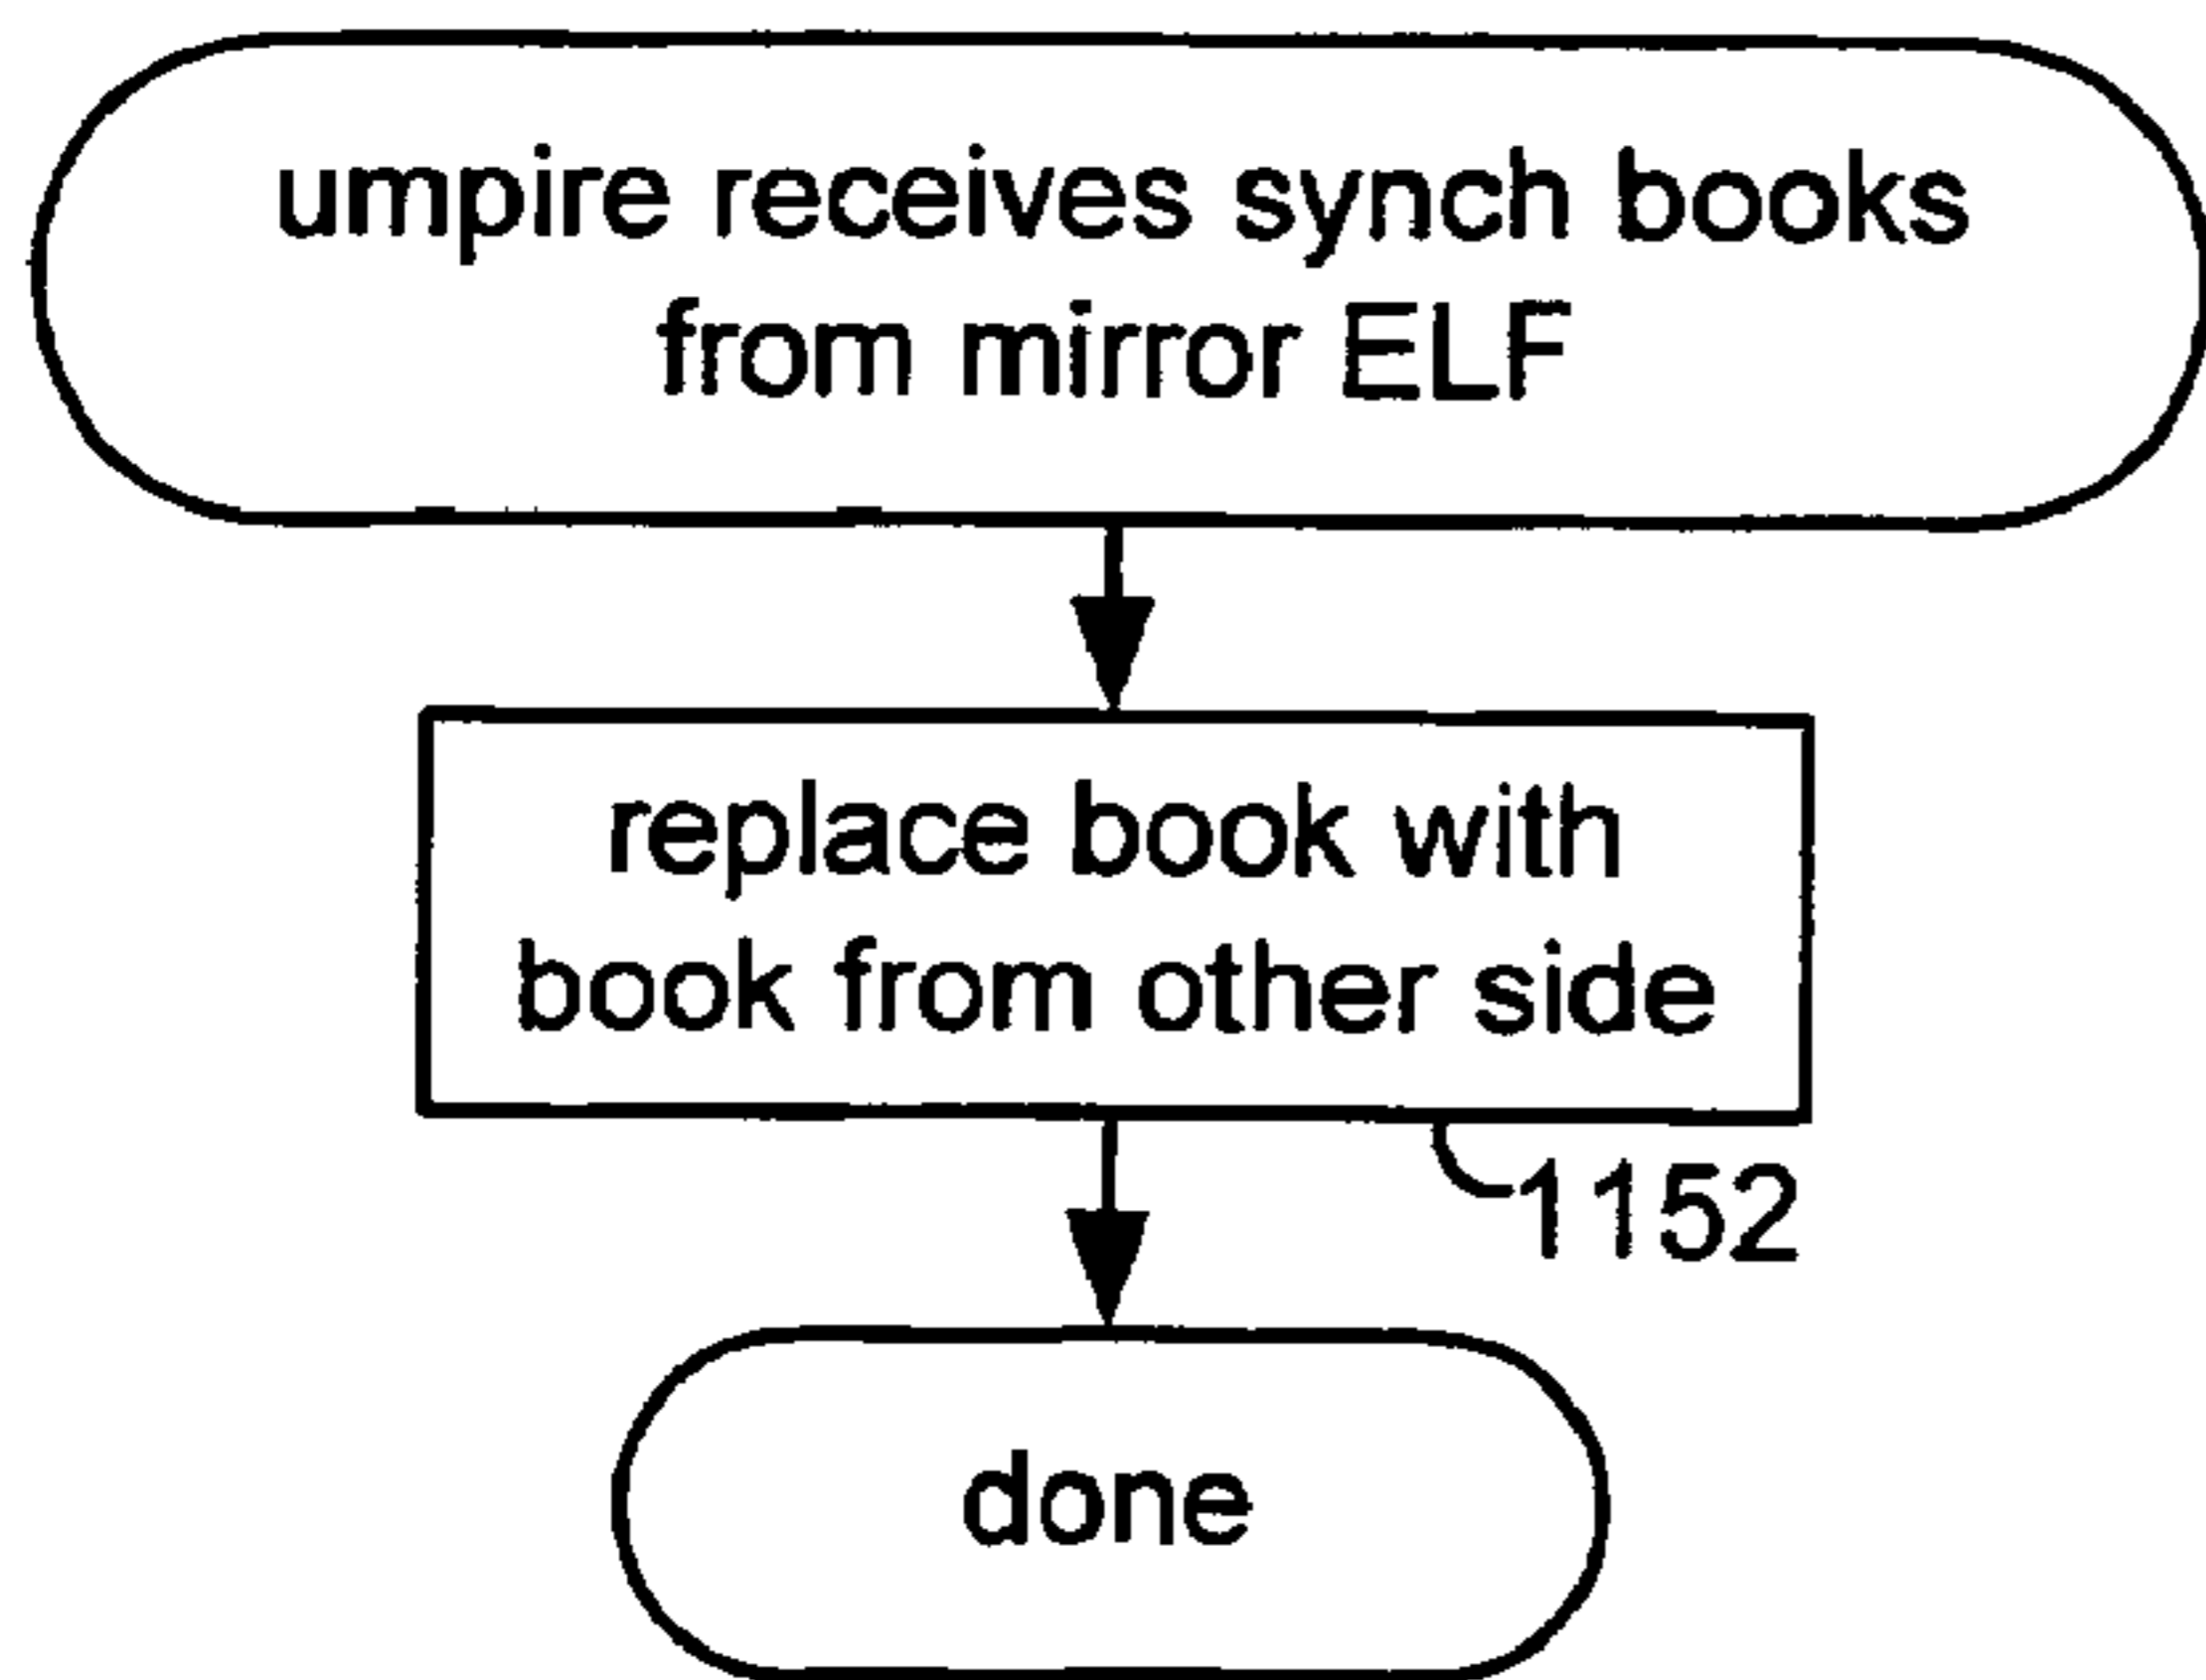 umpire receives synch books
from mirror ELF
replace book with
book from other side
1152
done